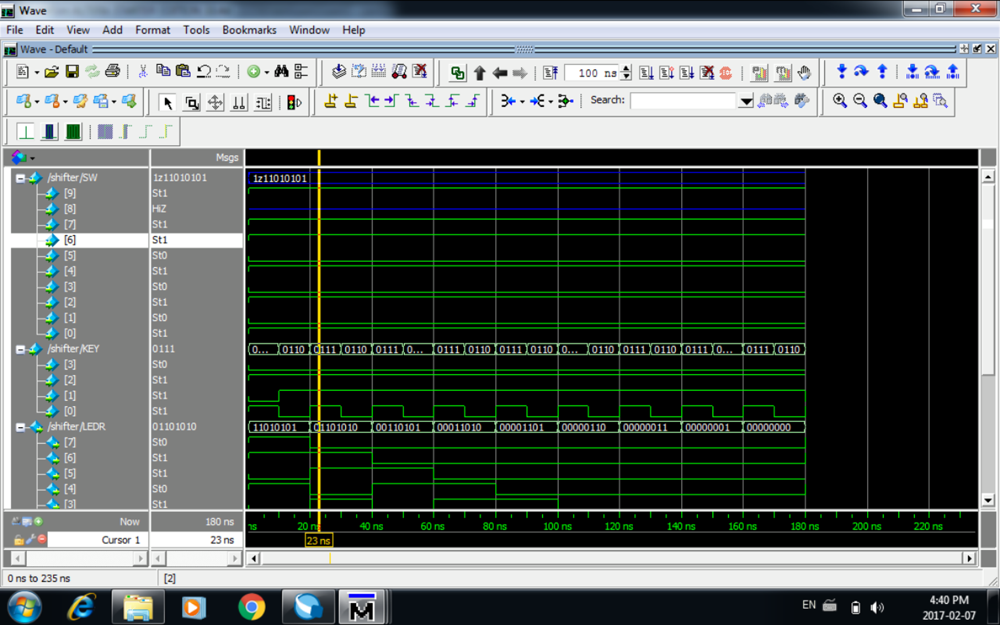 Wave
File Edit View Add Format Tools Bookmarks Window Help
Wave - Default
100 ns
Search:
Msgs
/shifter/SW 1z11010101 1z11010101
[9] St1
[8] HiZ
[7] St1
[6] St1
[5] St0
[4] St1
[3] St0
[2] St1
[1] St0
[0] St1
/shifter/KEY 0111 0... 0110 0111 0110 0111 0... 0111 0110 0111 0110 0... 0110 0111 0110 0111 0... 0111 0110
[3] St0
[2] St1
[1] St1
[0] St1
/shifter/LEDR 01101010 11010101 01101010 00110101 00011010 00001101 00000110 00000011 00000001 00000000
[7] St0
[6] St1
[5] St1
[4] St0
[3] St1
Now 180 ns ns 20 ns 40 ns 60 ns 80 ns 100 ns 120 ns 140 ns 160 ns 180 ns 200 ns 220 ns
Cursor 1 23 ns 23 ns
0 ns to 235 ns [2]
EN 4:40 PM
2017-02-07